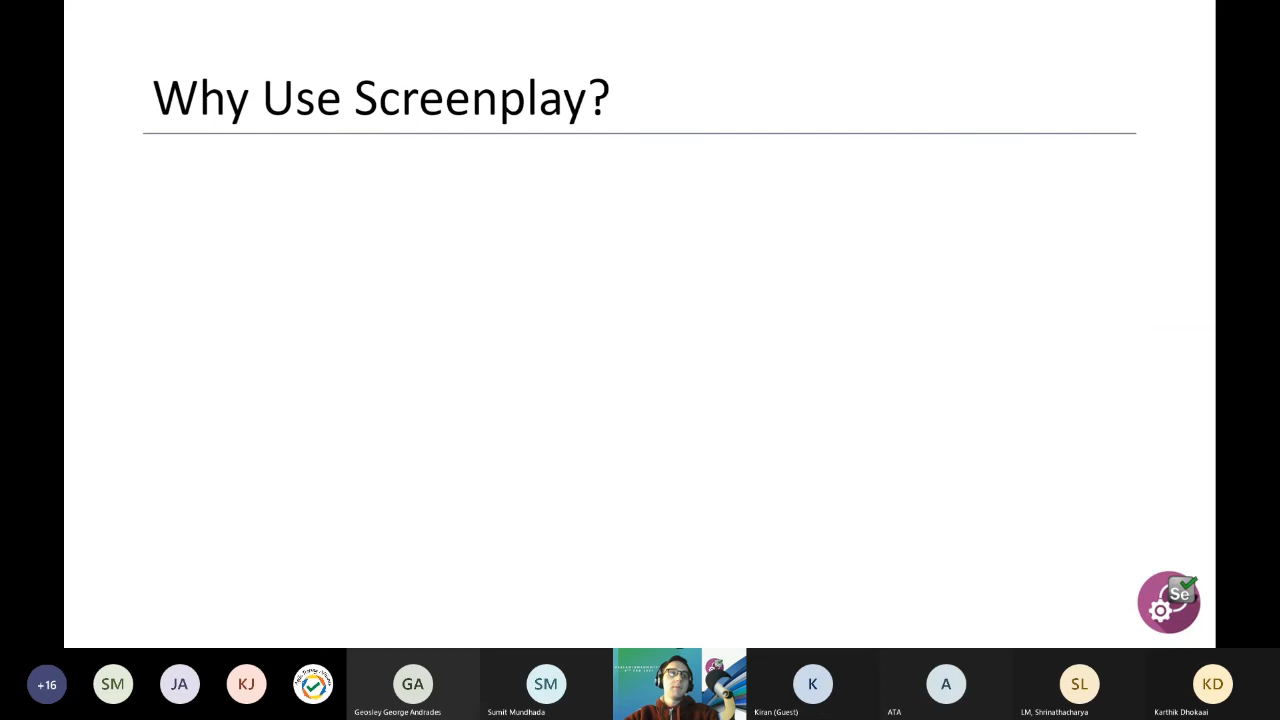 Why Use Screenplay?
Se
+16
SM
JA
KJ
GA
SM
K
A
SL
KD
Geosley George Andrades
Sumit Mundhada
Kiran (Guest)
ATA
LM, Shrinathacharya
Karthik Dhokaai